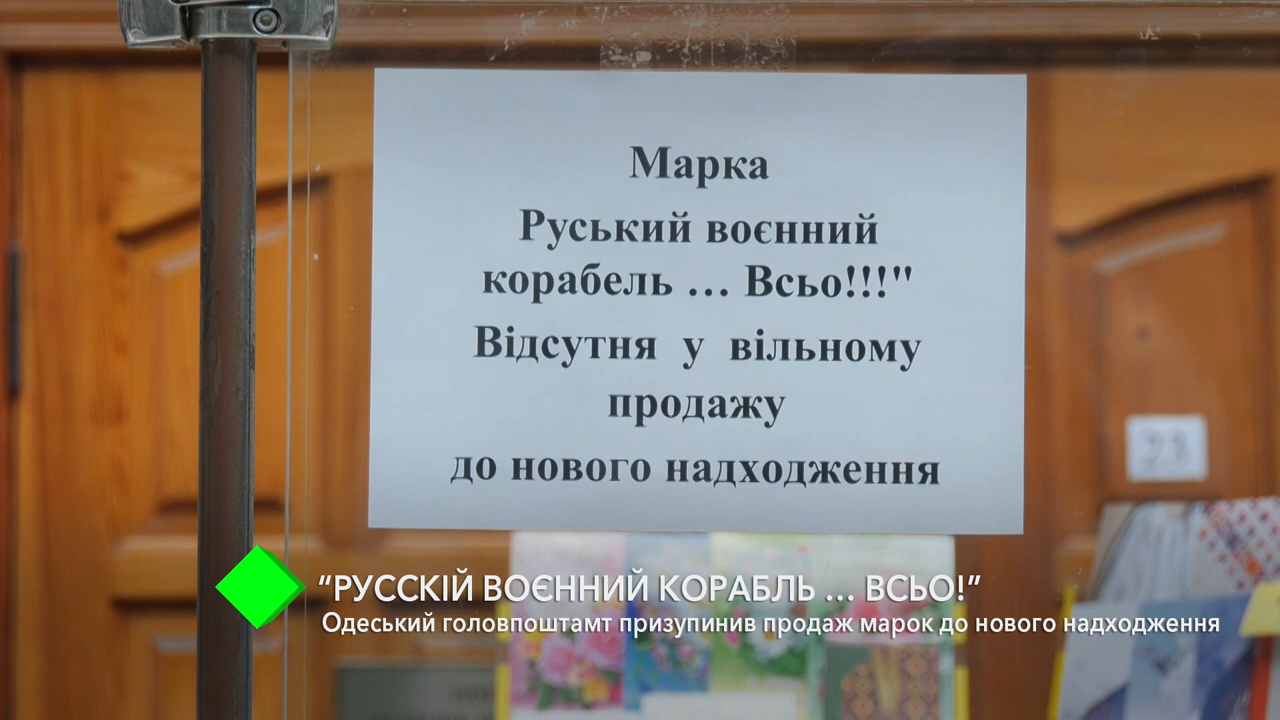 Марка
Руський воєнний
корабель … Всьо!!!"
Відсутня у вільному
продажу
до нового надходження
23
“РУССКІЙ ВОЄННИЙ КОРАБЛЬ ... ВСЬО!”
Одеський головпоштамт призупинив продаж марок до нового надходження